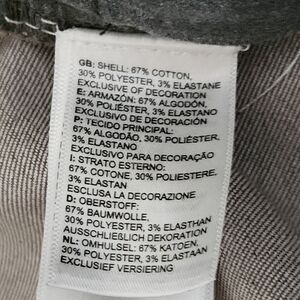 GB: SHELL: 67% COTTON,
30% POLYESTER, 3% ELASTANE
EXCLUSIVE OF DECORATION
E: ARMAZÓN: 67% ALGODÓN,
30% POLIÉSTER, 3% ELASTANO
EXCLUSIVO DE DECORACIÓN
P: TECIDO PRINCIPAL:
67% ALGODÃO, 30% POLIÉSTER,
3% ELASTANO
EXCLUSIVO PARA DECORAÇÃO
I: STRATO ESTERNO:
67% COTONE, 30% POLIESTERE,
3% ELASTAN
ESCLUSA LA DECORAZIONE
D: OBERSTOFF:
67% BAUMWOLLE,
30% POLYESTER, 3% ELASTHAN
AUSSCHLIEßLICH DEKORATION
NL: OMHULSEL: 67% KATOEN,
30% POLYESTER, 3% ELASTAAN
EXCLUSIEF VERSIERING